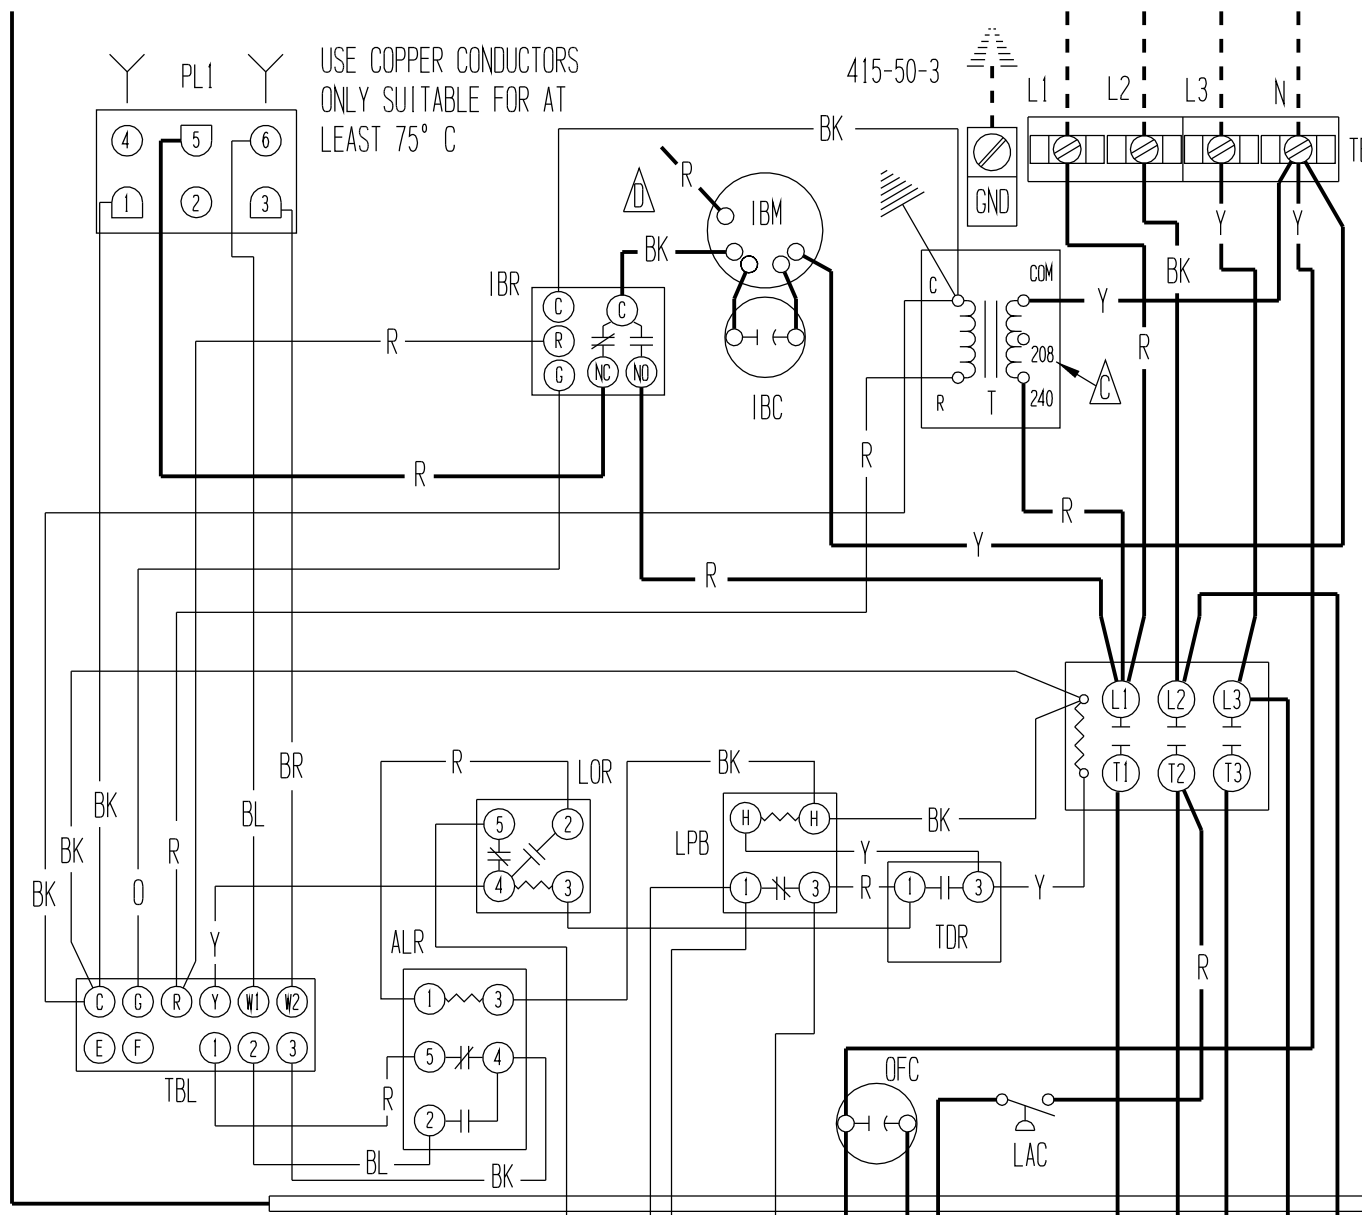 USE COPPER CONDUCTORS
ONLY SUITABLE FOR AT
LEAST 75° C
PL1
4 5 6
1 2 3
415-50-3
L1 L2 L3 N
GND
BK
R
D
IBM
BK
IBR
C
R
G
C
NC NO
IBC
C COM
208
R T 240
C
Y
Y Y
BK
R
R
R
R
R
Y
R
L1 L2 L3
T1 T2 T3
BR
BK
BL
BK
R
BK
O
Y
R
LOR
5 2
4 3
BK
LPB
H H
1 3
BK
Y
R
1 3
TDR
Y
ALR
1 3
5 4
2
C G R Y W1 W2
E F 1 2 3
TBL
R
BL
BK
OFC
LAC
R